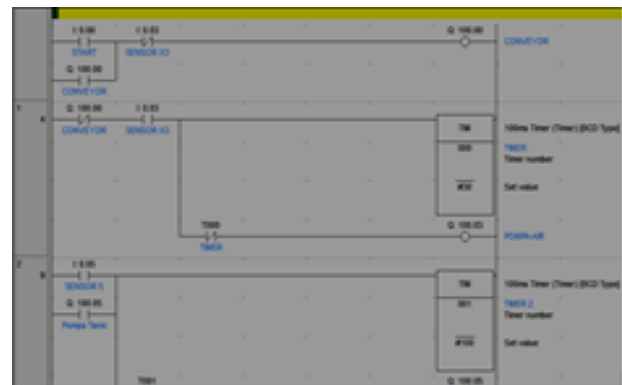 I: 0.00 I: 0.03 Q: 100.00
START SENSOR IO CONVEYOR
Q: 100.00
CONVEYOR
1
Q: 100.00 I: 0.03
CONVEYOR SENSOR IO
TIM 100ms Timer (Timer) [BCD Type]
000 TIMER
Timer number
#30 Set value
T000 Q: 100.03
TIMER POMPA AIR
2
I: 0.05
SENSOR 5
TIM 100ms Timer (Timer) [BCD Type]
Q: 100.05 001 TIMER 2
Pompa Tanki Timer number
#100 Set value
T001 Q: 100.05